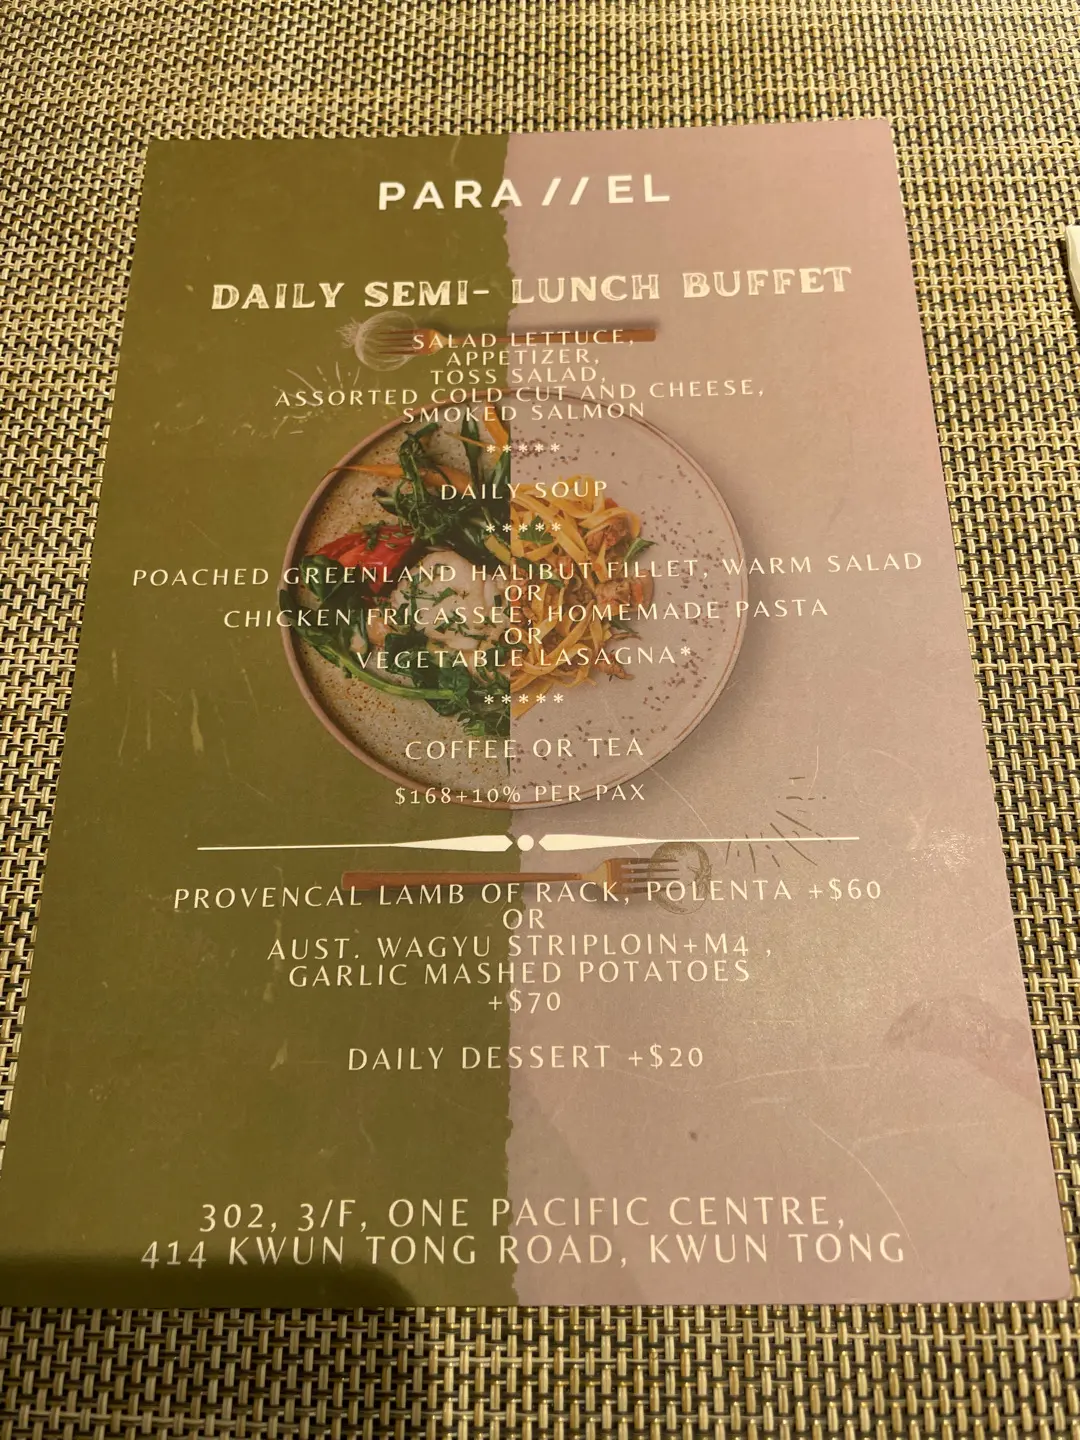 PARA//EL
DAILY SEMI- LUNCH BUFFET
SALAD LETTUCE,
APPETIZER,
TOSS SALAD,
ASSORTED COLD CUT AND CHEESE,
SMOKED SALMON
*****
DAILY SOUP
*****
POACHED GREENLAND HALIBUT FILLET, WARM SALAD
OR
CHICKEN FRICASSEE, HOMEMADE PASTA
OR
VEGETABLE LASAGNA*
*****
COFFEE OR TEA
$168+10% PER PAX
PROVENCAL LAMB OF RACK, POLENTA +$60
OR
AUST. WAGYU STRIPLOIN+M4 ,
GARLIC MASHED POTATOES
+$70
DAILY DESSERT +$20
302, 3/F, ONE PACIFIC CENTRE,
414 KWUN TONG ROAD, KWUN TONG